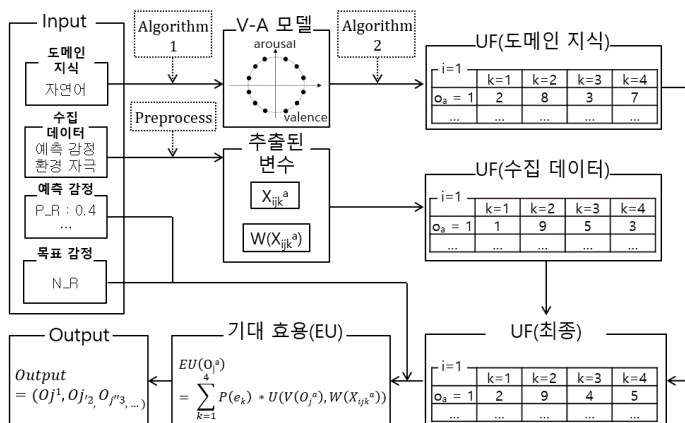 Input
도메인
지식
자연어
수집
데이터
예측 감정
환경 자극
예측 감정
P_R : 0.4
...
목표 감정
N_R
Algorithm
1
Preprocess
V-A 모델
arousal
valence
Algorithm
2
추출된
변수
X_ijk^a
W(X_ijk^a)
UF(도메인 지식)
i=1
k=1 k=2 k=3 k=4
o_a = 1 2 8 3 7
... ... ... ... ...
UF(수집 데이터)
i=1
k=1 k=2 k=3 k=4
o_a = 1 1 9 5 3
... ... ... ... ...
UF(최종)
i=1
k=1 k=2 k=3 k=4
o_a = 1 2 9 4 5
... ... ... ... ...
기대 효용(EU)
EU(O_j^a)
= ∑_{k=1}^{4} P(e_k) * U(V(O_j^a), W(X_ijk^a))
Output
Output
= (Oj^1, Oj'^2, O_j''^3, ...)